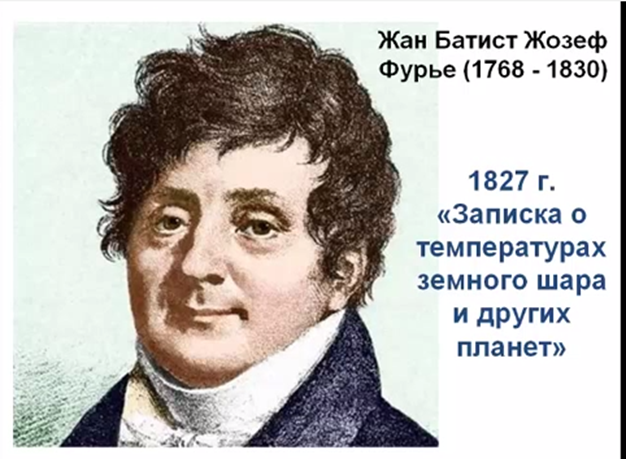 Жан Батист Жозеф
Фурье (1768 - 1830)
1827 г.
«Записка о
температурах
земного шара
и других
планет»